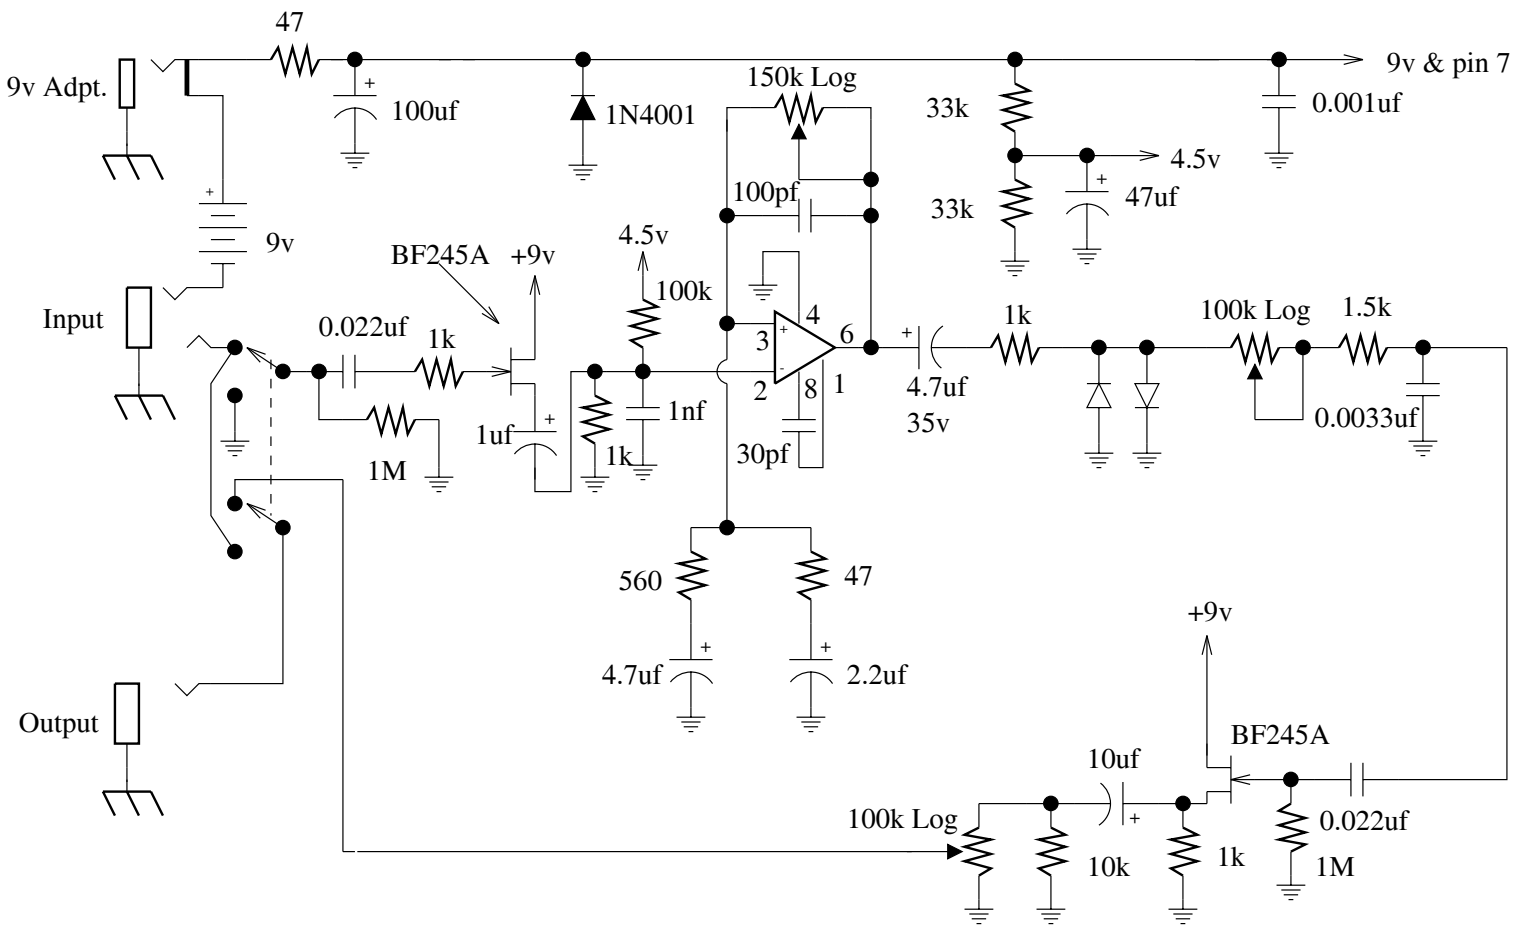 47
9v Adpt.
+
100uf
1N4001
150k Log
33k
9v & pin 7
0.001uf
4.5v
33k
+
47uf
100pf
+
9v
4.5v
BF245A
+9v
100k
Input
0.022uf
1k
4
3
+
6
-
2
8
1
+
4.7uf
35v
1k
100k Log
1.5k
0.0033uf
1uf
+
1nf
1k
30pf
1M
560
47
+
4.7uf
+
2.2uf
+9v
Output
BF245A
10uf
+
100k Log
10k
1k
0.022uf
1M